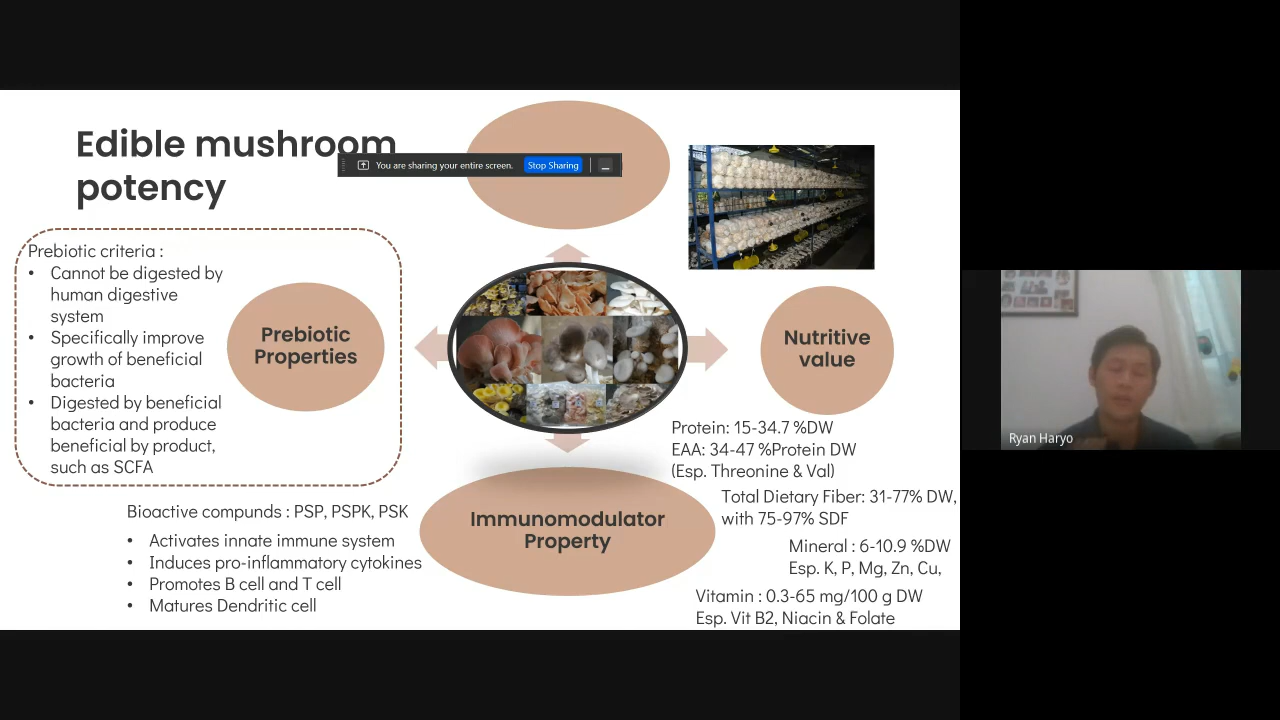 Edible mushroom
potency
You are sharing your entire screen.
Stop Sharing
Prebiotic criteria :
• Cannot be digested by
human digestive
system
• Specifically improve
growth of beneficial
bacteria
• Digested by beneficial
bacteria and produce
beneficial by product,
such as SCFA
Prebiotic
Properties
Nutritive
value
Protein: 15-34.7 %DW
EAA: 34-47 %Protein DW
(Esp. Threonine & Val)
Total Dietary Fiber: 31-77% DW,
with 75-97% SDF
Mineral : 6-10.9 %DW
Esp. K, P, Mg, Zn, Cu,
Vitamin : 0.3-65 mg/100 g DW
Esp. Vit B2, Niacin & Folate
Immunomodulator
Property
Bioactive compunds : PSP, PSPK, PSK
• Activates innate immune system
• Induces pro-inflammatory cytokines
• Promotes B cell and T cell
• Matures Dendritic cell
Ryan Haryo